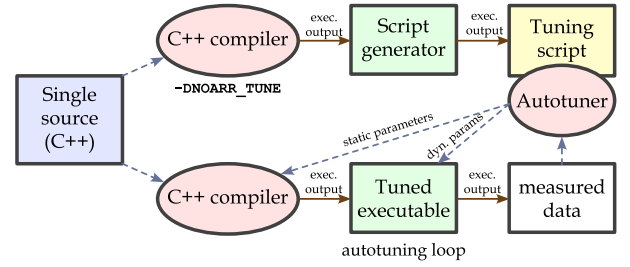 C++ compiler
-DNOARR_TUNE
exec.
output
Script
generator
exec.
output
Tuning
script
Autotuner
Single
source
(C++)
static parameters
dyn. params
C++ compiler
exec.
output
Tuned
executable
exec.
output
measured
data
autotuning loop